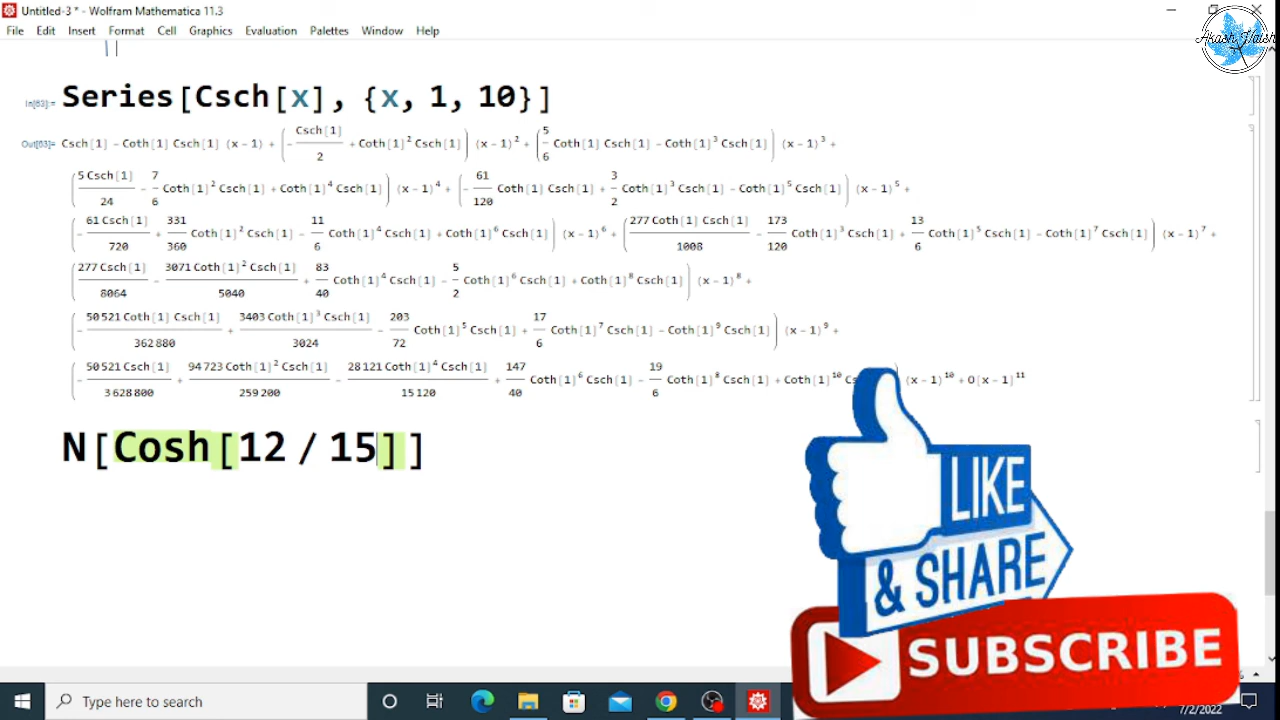 Untitled-3 * - Wolfram Mathematica 11.3
File Edit Insert Format Cell Graphics Evaluation Palettes Window Help
In[63]:= Series[Csch[x], {x, 1, 10}]
Out[63]= Csch[1] - Coth[1] Csch[1] (x-1) + (-Csch[1]/2 + Coth[1]^2 Csch[1]) (x-1)^2 + (5/6 Coth[1] Csch[1] - Coth[1]^3 Csch[1]) (x-1)^3 +
(5 Csch[1]/24 - 7/6 Coth[1]^2 Csch[1] + Coth[1]^4 Csch[1]) (x-1)^4 + (-61/120 Coth[1] Csch[1] + 3/2 Coth[1]^3 Csch[1] - Coth[1]^5 Csch[1]) (x-1)^5 +
(-61 Csch[1]/720 + 331/360 Coth[1]^2 Csch[1] - 11/6 Coth[1]^4 Csch[1] + Coth[1]^6 Csch[1]) (x-1)^6 + (277 Coth[1] Csch[1]/1008 - 173/120 Coth[1]^3 Csch[1] + 13/6 Coth[1]^5 Csch[1] - Coth[1]^7 Csch[1]) (x-1)^7 +
(277 Csch[1]/8064 - 3071 Coth[1]^2 Csch[1]/5040 + 83/40 Coth[1]^4 Csch[1] - 5/2 Coth[1]^6 Csch[1] + Coth[1]^8 Csch[1]) (x-1)^8 +
(-50521 Coth[1] Csch[1]/362880 + 3403 Coth[1]^3 Csch[1]/3024 - 203/72 Coth[1]^5 Csch[1] + 17/6 Coth[1]^7 Csch[1] - Coth[1]^9 Csch[1]) (x-1)^9 +
(-50521 Csch[1]/3628800 + 94723 Coth[1]^2 Csch[1]/259200 - 28121 Coth[1]^4 Csch[1]/15120 + 147/40 Coth[1]^6 Csch[1] - 19/6 Coth[1]^8 Csch[1] + Coth[1]^10 (x-1)^10 + O[x-1]^11
N[Cosh[12 / 15]]
LIKE
& SHARE
SUBSCRIBE
Type here to search
7/2/2022